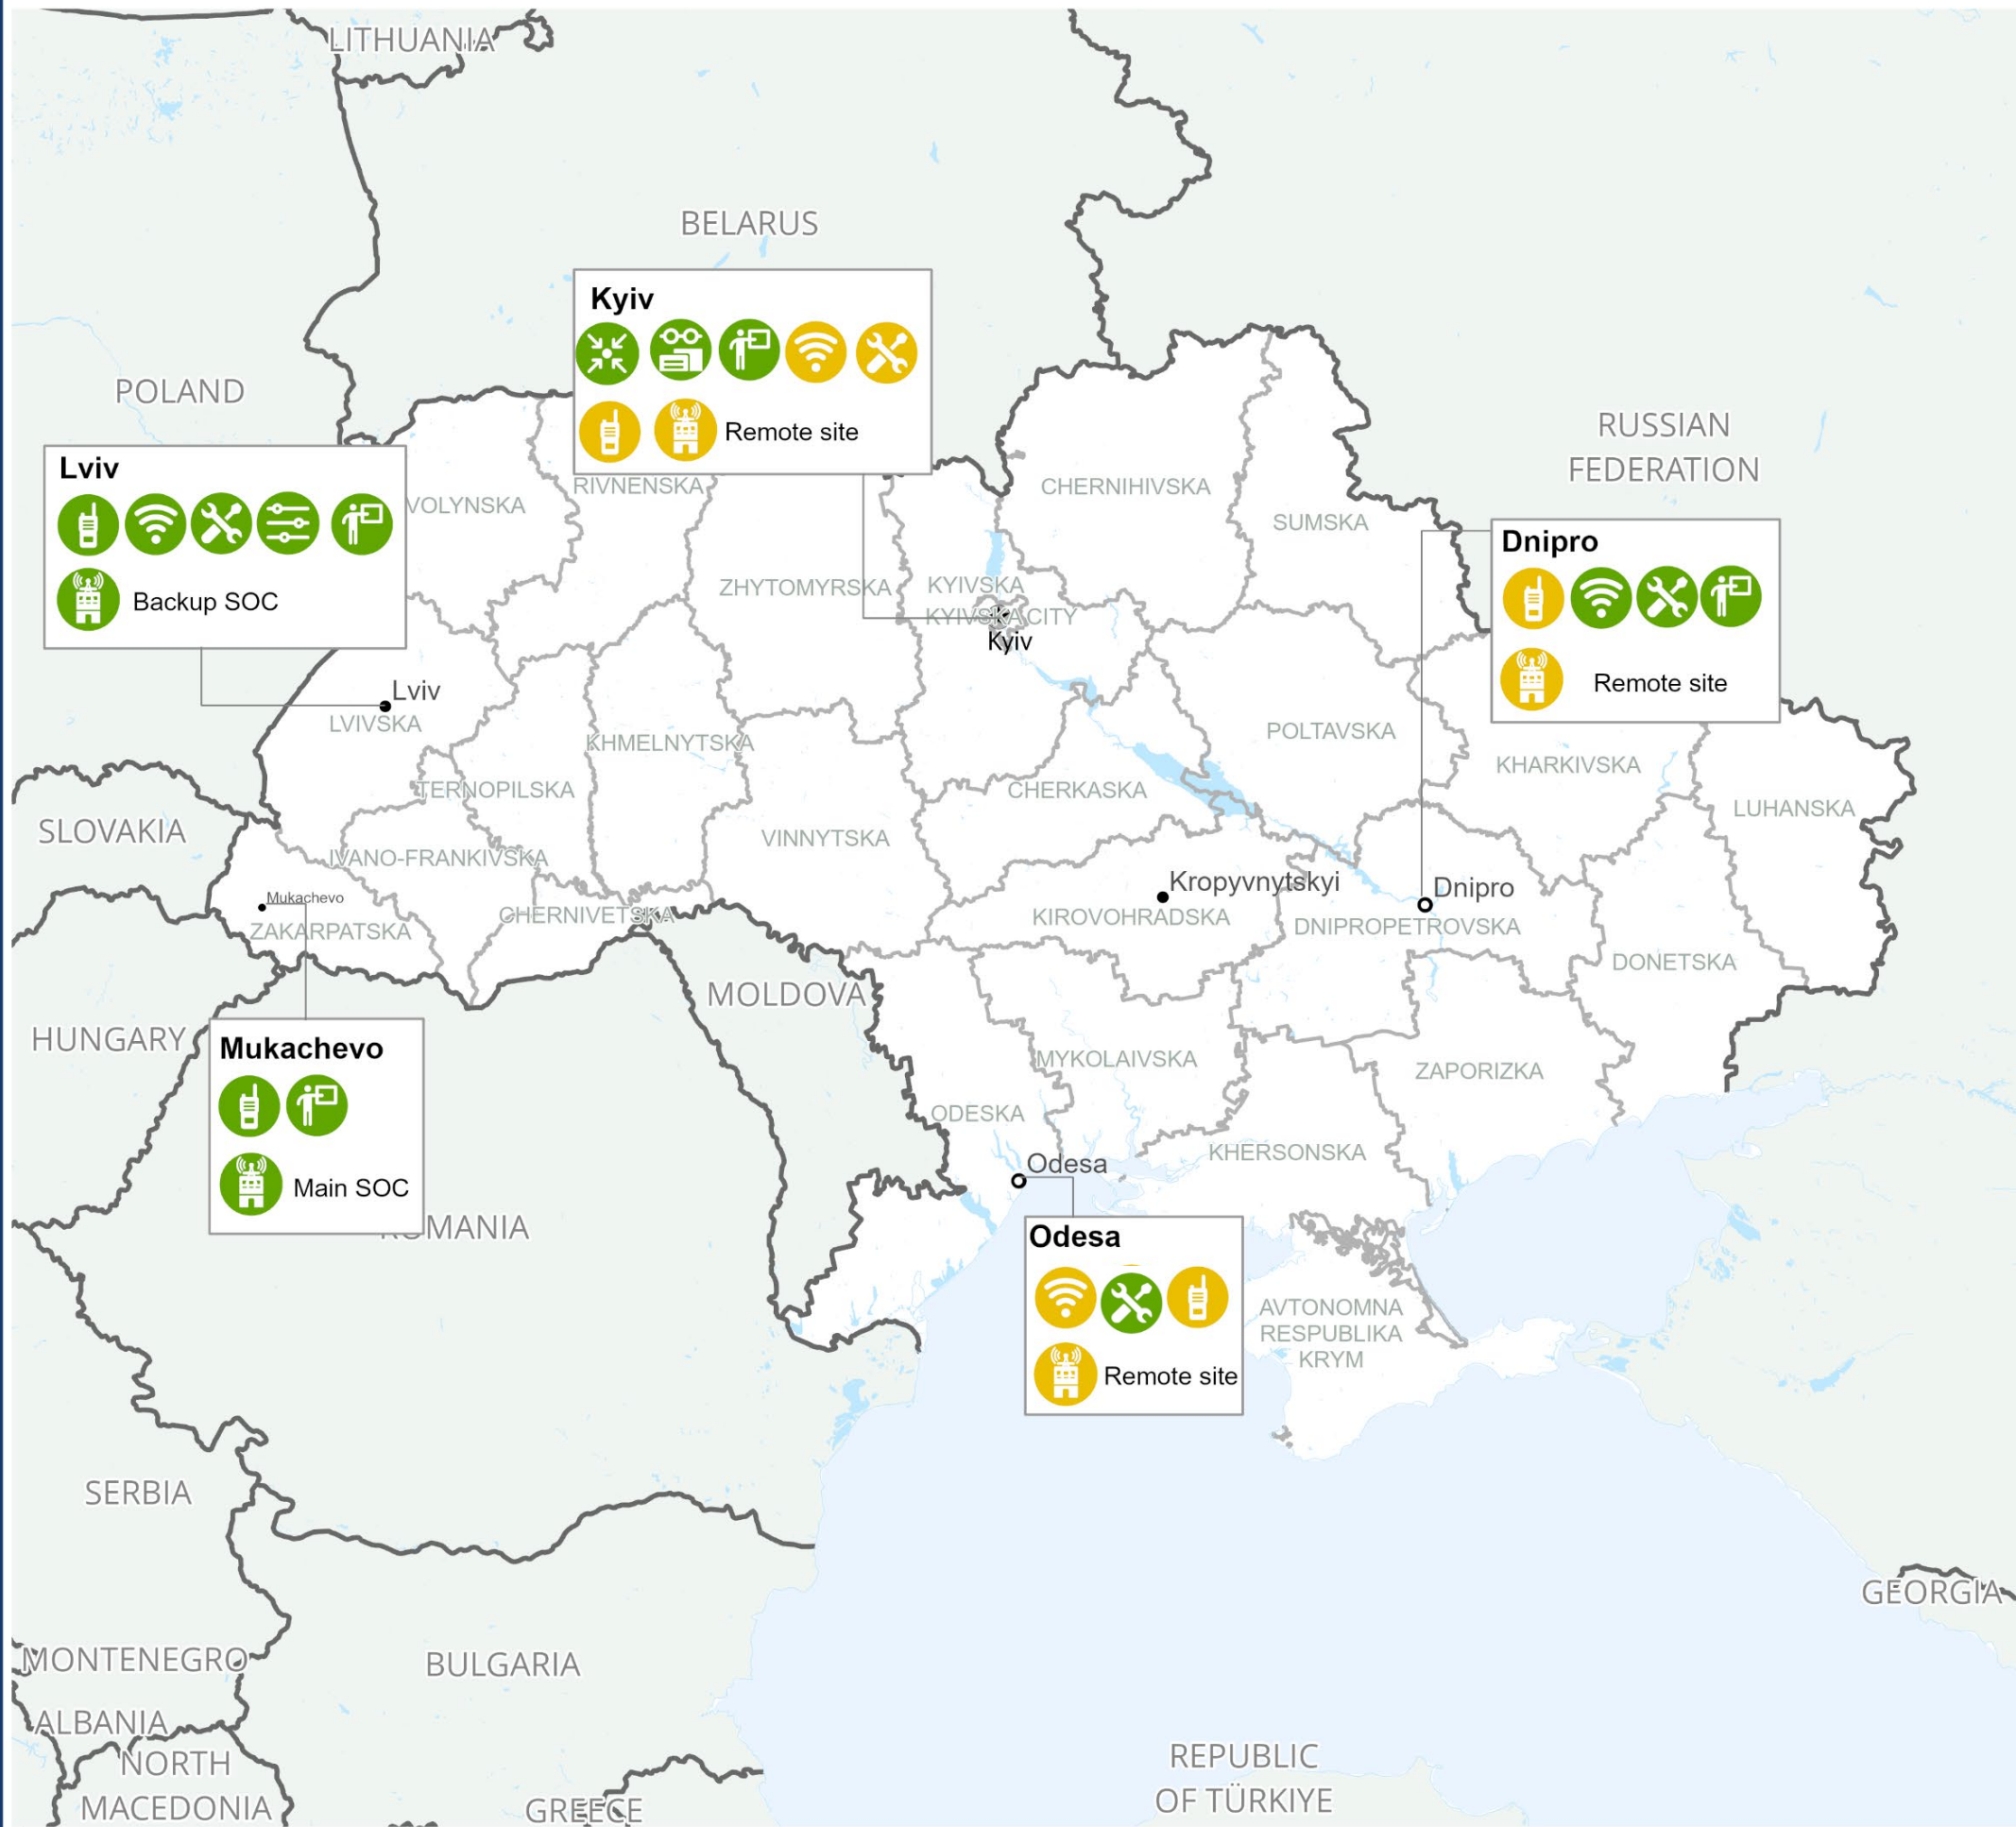 LITHUANIA
BELARUS
Kyiv
Remote site
POLAND
RUSSIAN
FEDERATION
Lviv
Backup SOC
VOLYNSKA
RIVNENSKA
CHERNIHIVSKA
SUMSKA
Dnipro
Remote site
ZHYTOMYRSKA
KYIVSKA
KYIVSKA CITY
Kyiv
Lviv
LVIVSKA
KHMELNYTSKA
TERNOPILSKA
POLTAVSKA
KHARKIVSKA
LUHANSKA
CHERKASKA
VINNYTSKA
SLOVAKIA
IVANO-FRANKIVSKA
Mukachevo
ZAKARPATSKA
CHERNIVETSKA
Kropyvnytskyi
KIROVOHRADSKA
Dnipro
DNIPROPETROVSKA
DONETSKA
MOLDOVA
HUNGARY
Mukachevo
Main SOC
MYKOLAIVSKA
ZAPORIZKA
ODESKA
KHERSONSKA
Odesa
ROMANIA
Odesa
Remote site
AVTONOMNA
RESPUBLIKA
KRYM
SERBIA
GEORGIA
MONTENEGRO
BULGARIA
ALBANIA
NORTH
MACEDONIA
GREECE
REPUBLIC
OF TÜRKIYE